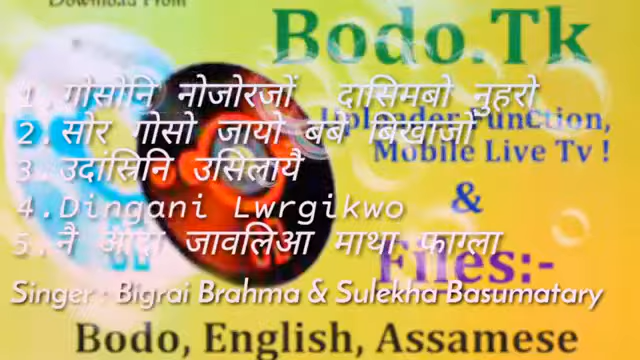 Download From
Bodo.Tk
1.गोसोनि नोजोरजों दासिमबो नुहरो
Uploader Function,
2.सोर गोसो जायो बबे बिखाजों
Mobile Live Tv !
3.उदांस्रिनि उसिलायै
4.Dingani Lwrgikwo
&
5.नै आरा जावलिआ माथा फाग्ला
Files:-
Singer : Bigrai Brahma & Sulekha Basumatary
Bodo, English, Assamese